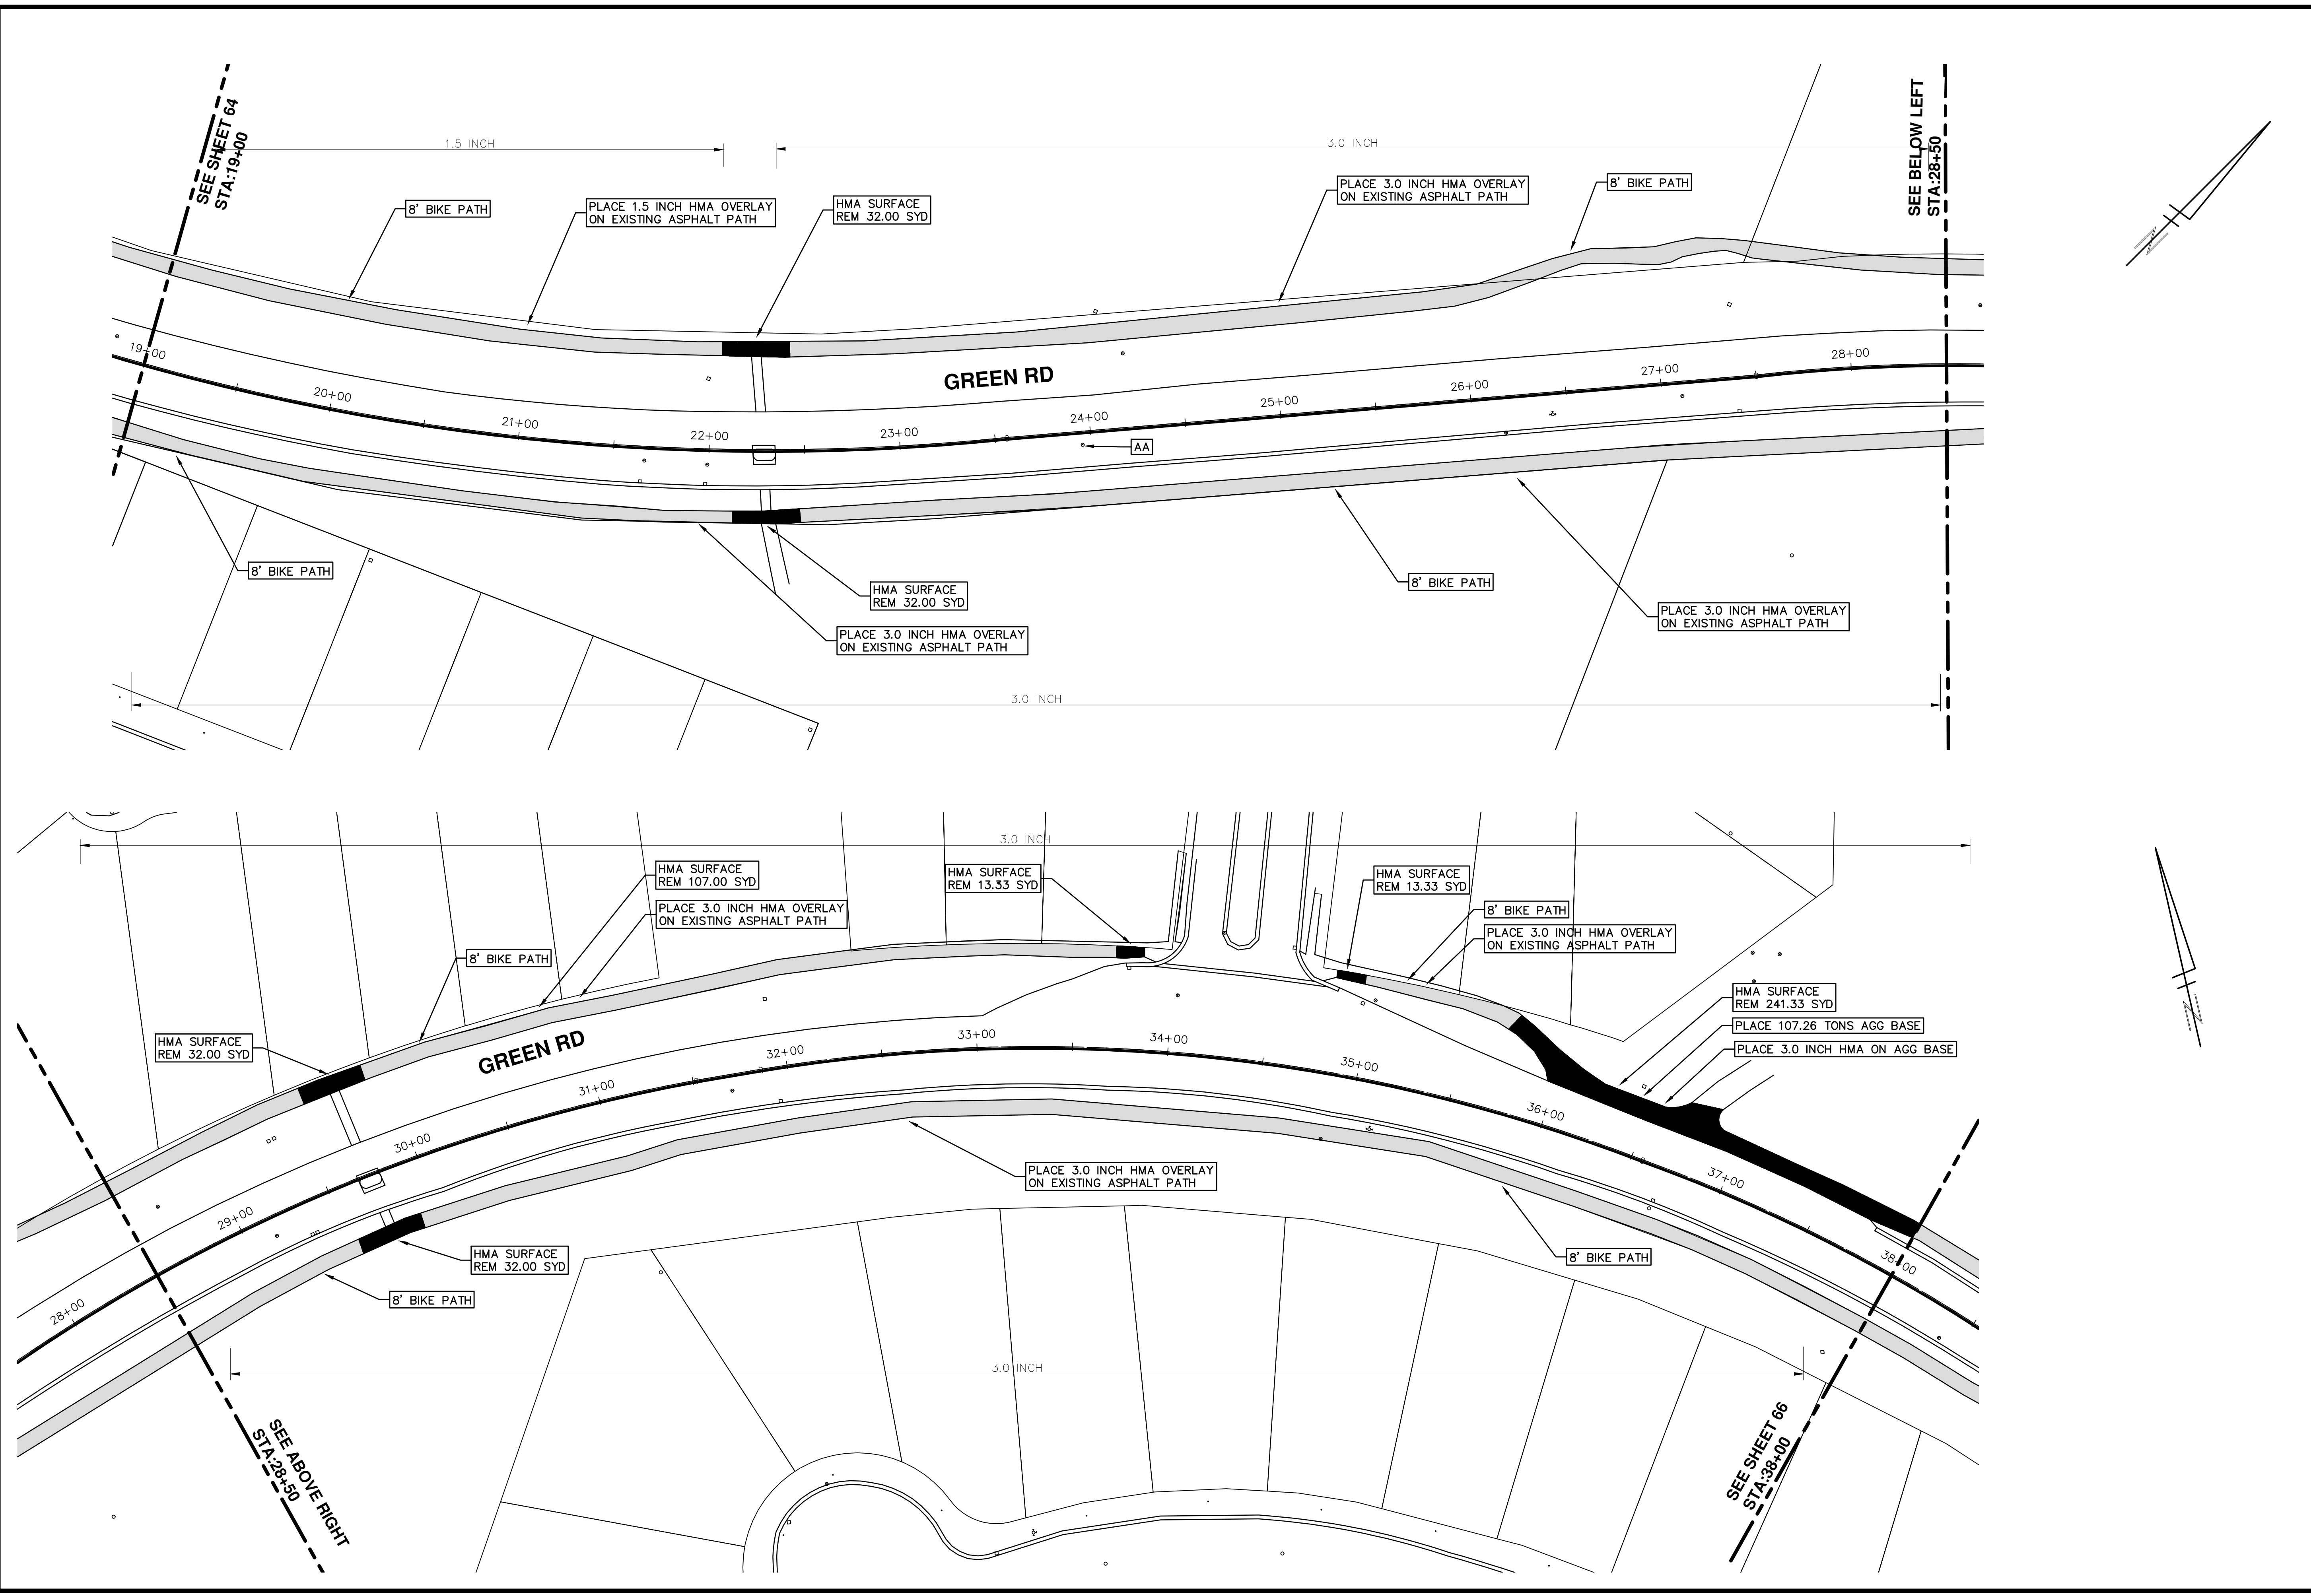 SEE SHEET 64
STA:19+00
1.5 INCH
3.0 INCH
SEE BELOW LEFT
STA:28+50
8' BIKE PATH
PLACE 1.5 INCH HMA OVERLAY
ON EXISTING ASPHALT PATH
HMA SURFACE
REM 32.00 SYD
PLACE 3.0 INCH HMA OVERLAY
ON EXISTING ASPHALT PATH
8' BIKE PATH
N
GREEN RD
19+00
20+00
21+00
22+00
23+00
24+00
25+00
26+00
27+00
28+00
AA
8' BIKE PATH
HMA SURFACE
REM 32.00 SYD
PLACE 3.0 INCH HMA OVERLAY
ON EXISTING ASPHALT PATH
8' BIKE PATH
PLACE 3.0 INCH HMA OVERLAY
ON EXISTING ASPHALT PATH
3.0 INCH
3.0 INCH
HMA SURFACE
REM 107.00 SYD
PLACE 3.0 INCH HMA OVERLAY
ON EXISTING ASPHALT PATH
HMA SURFACE
REM 13.33 SYD
HMA SURFACE
REM 13.33 SYD
8' BIKE PATH
PLACE 3.0 INCH HMA OVERLAY
ON EXISTING ASPHALT PATH
8' BIKE PATH
HMA SURFACE
REM 32.00 SYD
HMA SURFACE
REM 241.33 SYD
PLACE 107.26 TONS AGG BASE
PLACE 3.0 INCH HMA ON AGG BASE
N
GREEN RD
28+00
29+00
30+00
31+00
32+00
33+00
34+00
35+00
36+00
37+00
38+00
PLACE 3.0 INCH HMA OVERLAY
ON EXISTING ASPHALT PATH
HMA SURFACE
REM 32.00 SYD
8' BIKE PATH
8' BIKE PATH
3.0 INCH
SEE ABOVE RIGHT
STA:28+50
SEE SHEET 66
STA:38+00